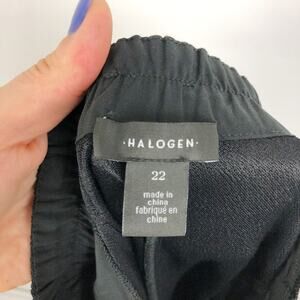 ·HALOGEN·
22
made in
china
fabriqué en
chine